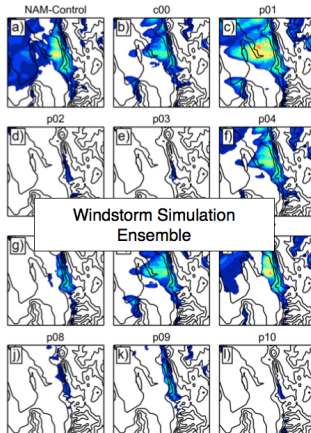 NAM-Control c00 p01
a) b) c)
p02 p03 p04
d) e) f)
Windstorm Simulation
Ensemble
g)
p08 p09 p10
j) k) l)